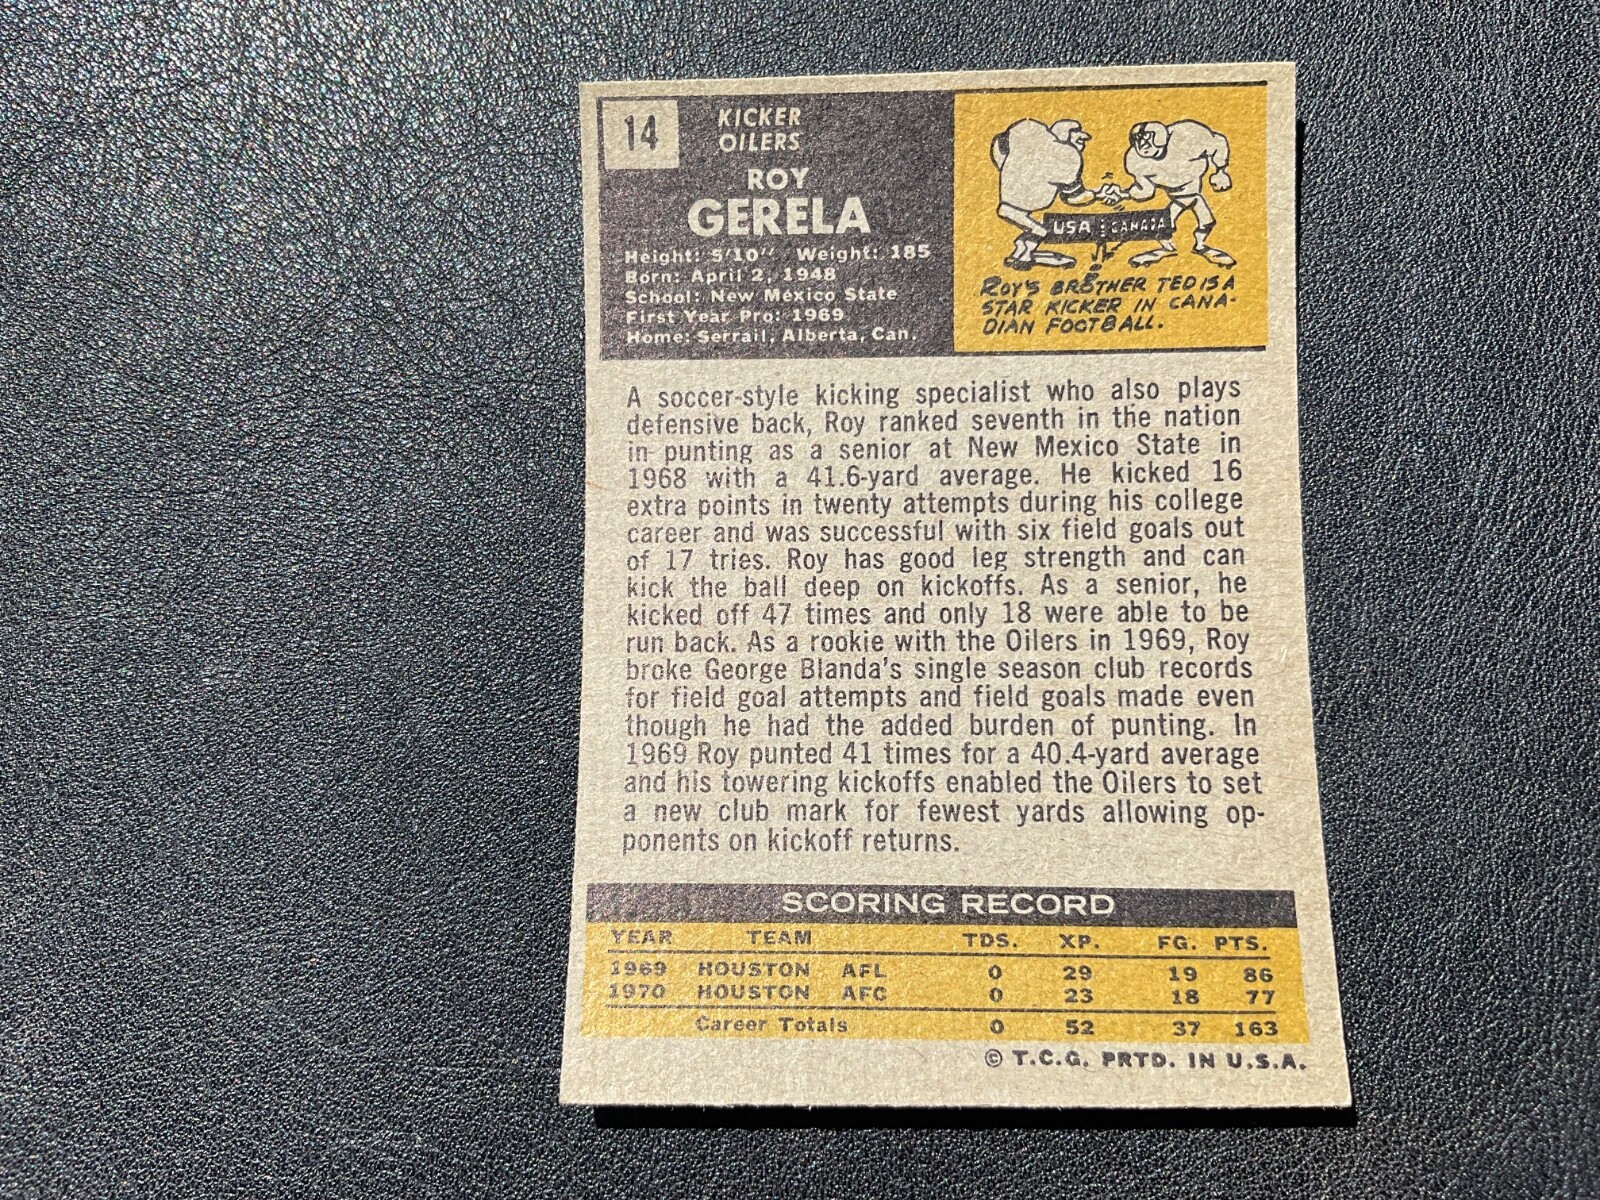 14
KICKER
OILERS
ROY
GERELA
Height: 5'10" Weight: 185
Born: April 2, 1948
School: New Mexico State
First Year Pro: 1969
Home: Serrail, Alberta, Can.
USA CANADA
ROY'S BROTHER TED IS A
STAR KICKER IN CANA-
DIAN FOOTBALL.
A soccer-style kicking specialist who also plays
defensive back, Roy ranked seventh in the nation
in punting as a senior at New Mexico State in
1968 with a 41.6-yard average. He kicked 16
extra points in twenty attempts during his college
career and was successful with six field goals out
of 17 tries. Roy has good leg strength and can
kick the ball deep on kickoffs. As a senior, he
kicked off 47 times and only 18 were able to be
run back. As a rookie with the Oilers in 1969, Roy
broke George Blanda's single season club records
for field goal attempts and field goals made even
though he had the added burden of punting. In
1969 Roy punted 41 times for a 40.4-yard average
and his towering kickoffs enabled the Oilers to set
a new club mark for fewest yards allowing op-
ponents on kickoff returns.
SCORING RECORD
YEAR TEAM TDS. XP. FG. PTS.
1969 HOUSTON AFL 0 29 19 86
1970 HOUSTON AFC 0 23 18 77
Career Totals 0 52 37 163
© T.C.G. PRTD. IN U.S.A.